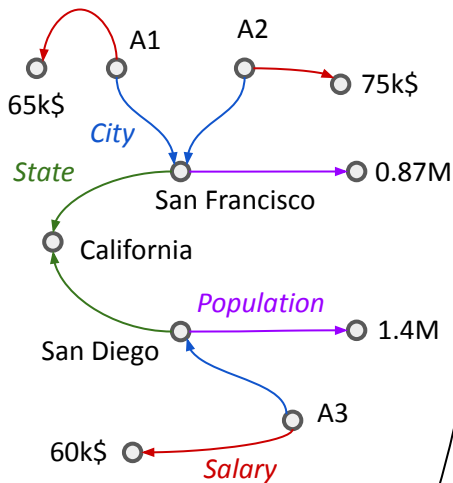 A1
A2
65k$
75k$
City
State
0.87M
San Francisco
California
Population
San Diego
1.4M
A3
60k$
Salary